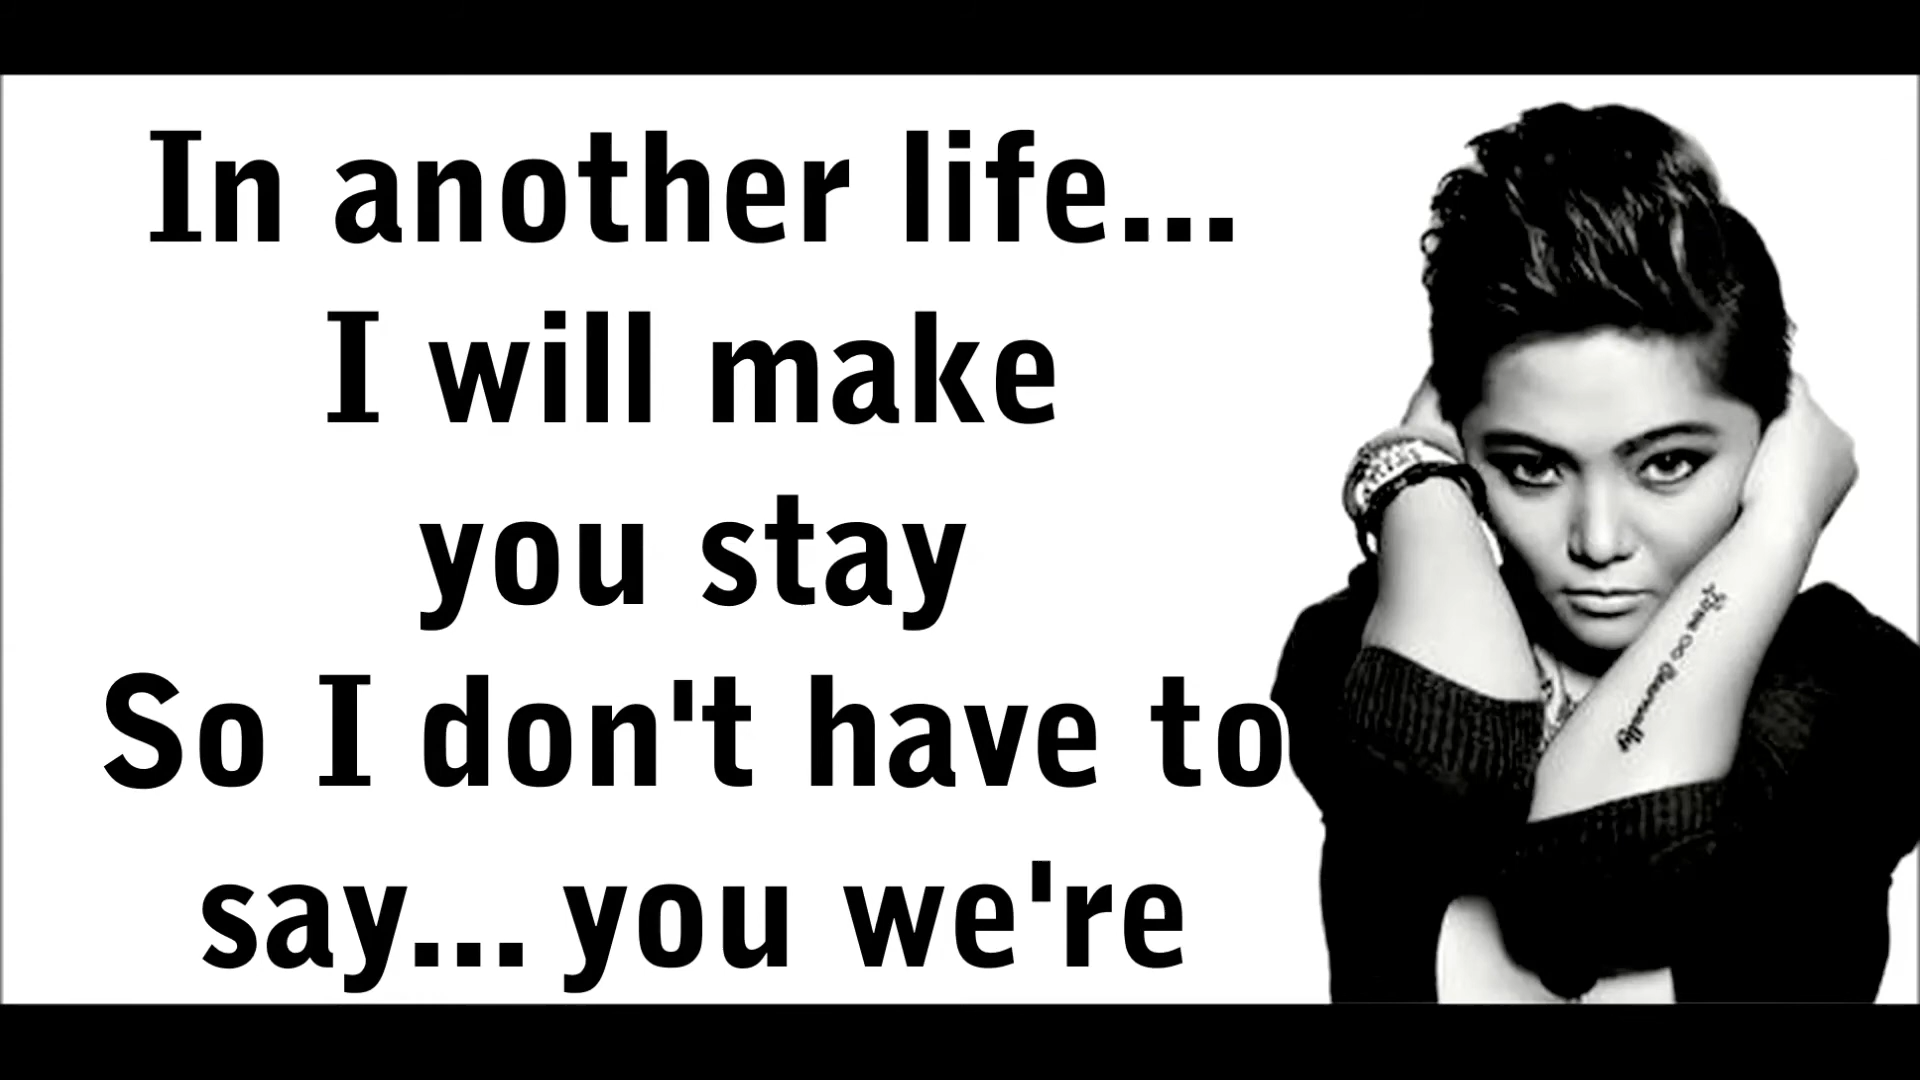 In another life...
I will make
you stay
So I don't have to
say... you we're